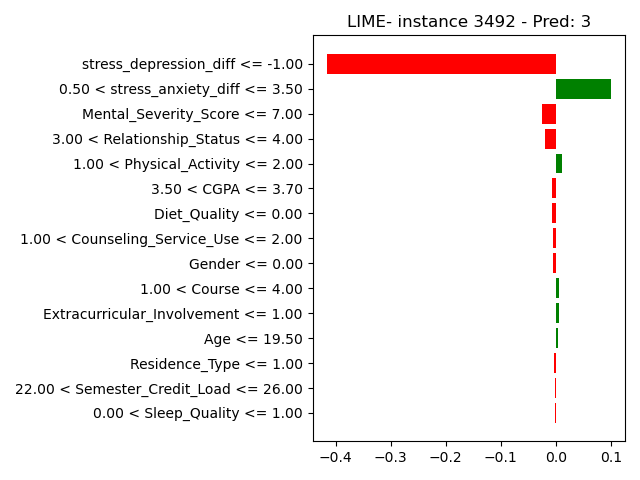 LIME- instance 3492 - Pred: 3
stress_depression_diff <= -1.00
0.50 < stress_anxiety_diff <= 3.50
Mental_Severity_Score <= 7.00
3.00 < Relationship_Status <= 4.00
1.00 < Physical_Activity <= 2.00
3.50 < CGPA <= 3.70
Diet_Quality <= 0.00
1.00 < Counseling_Service_Use <= 2.00
Gender <= 0.00
1.00 < Course <= 4.00
Extracurricular_Involvement <= 1.00
Age <= 19.50
Residence_Type <= 1.00
22.00 < Semester_Credit_Load <= 26.00
0.00 < Sleep_Quality <= 1.00
−0.4 −0.3 −0.2 −0.1 0.0 0.1